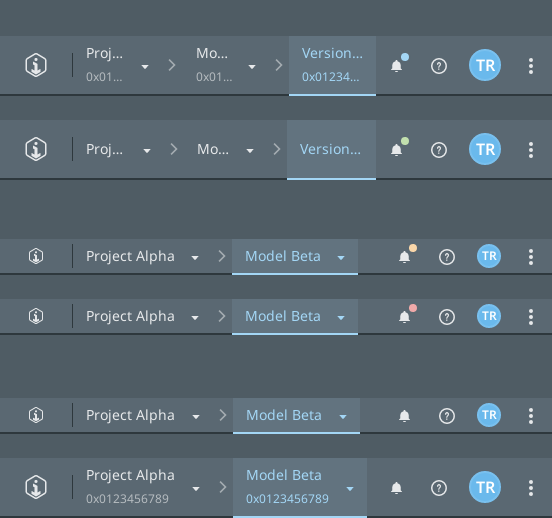 Proj... Mo... Version...
0x01... 0x01... 0x01234... TR
Proj... Mo... Version... TR
Project Alpha Model Beta TR
Project Alpha Model Beta TR
Project Alpha Model Beta TR
Project Alpha Model Beta
0x0123456789 0x0123456789 TR